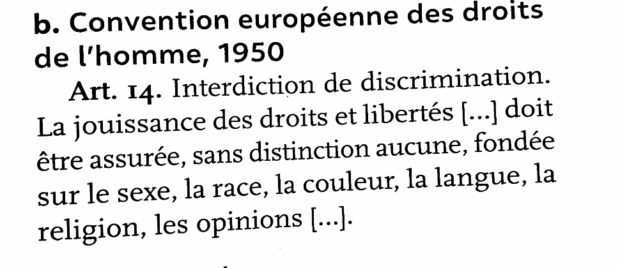 b. Convention européenne des droits
de l'homme, 1950
Art. 14. Interdiction de discrimination.
La jouissance des droits et libertés [...] doit
être assurée, sans distinction aucune, fondée
sur le sexe, la race, la couleur, la langue, la
religion, les opinions [...].